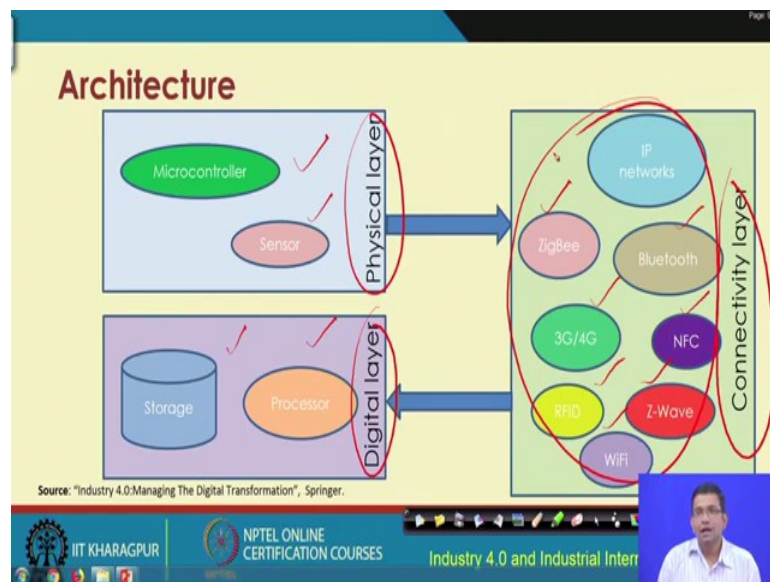 Page: 0
Architecture
Microcontroller
Sensor
Physical layer
IP
networks
ZigBee
Bluetooth
3G/4G
NFC
RFID
Z-Wave
WiFi
Connectivity layer
Storage
Processor
Digital layer
Source: "Industry 4.0:Managing The Digital Transformation", Springer.
IIT KHARAGPUR
NPTEL ONLINE
CERTIFICATION COURSES
Industry 4.0 and Industrial Intern